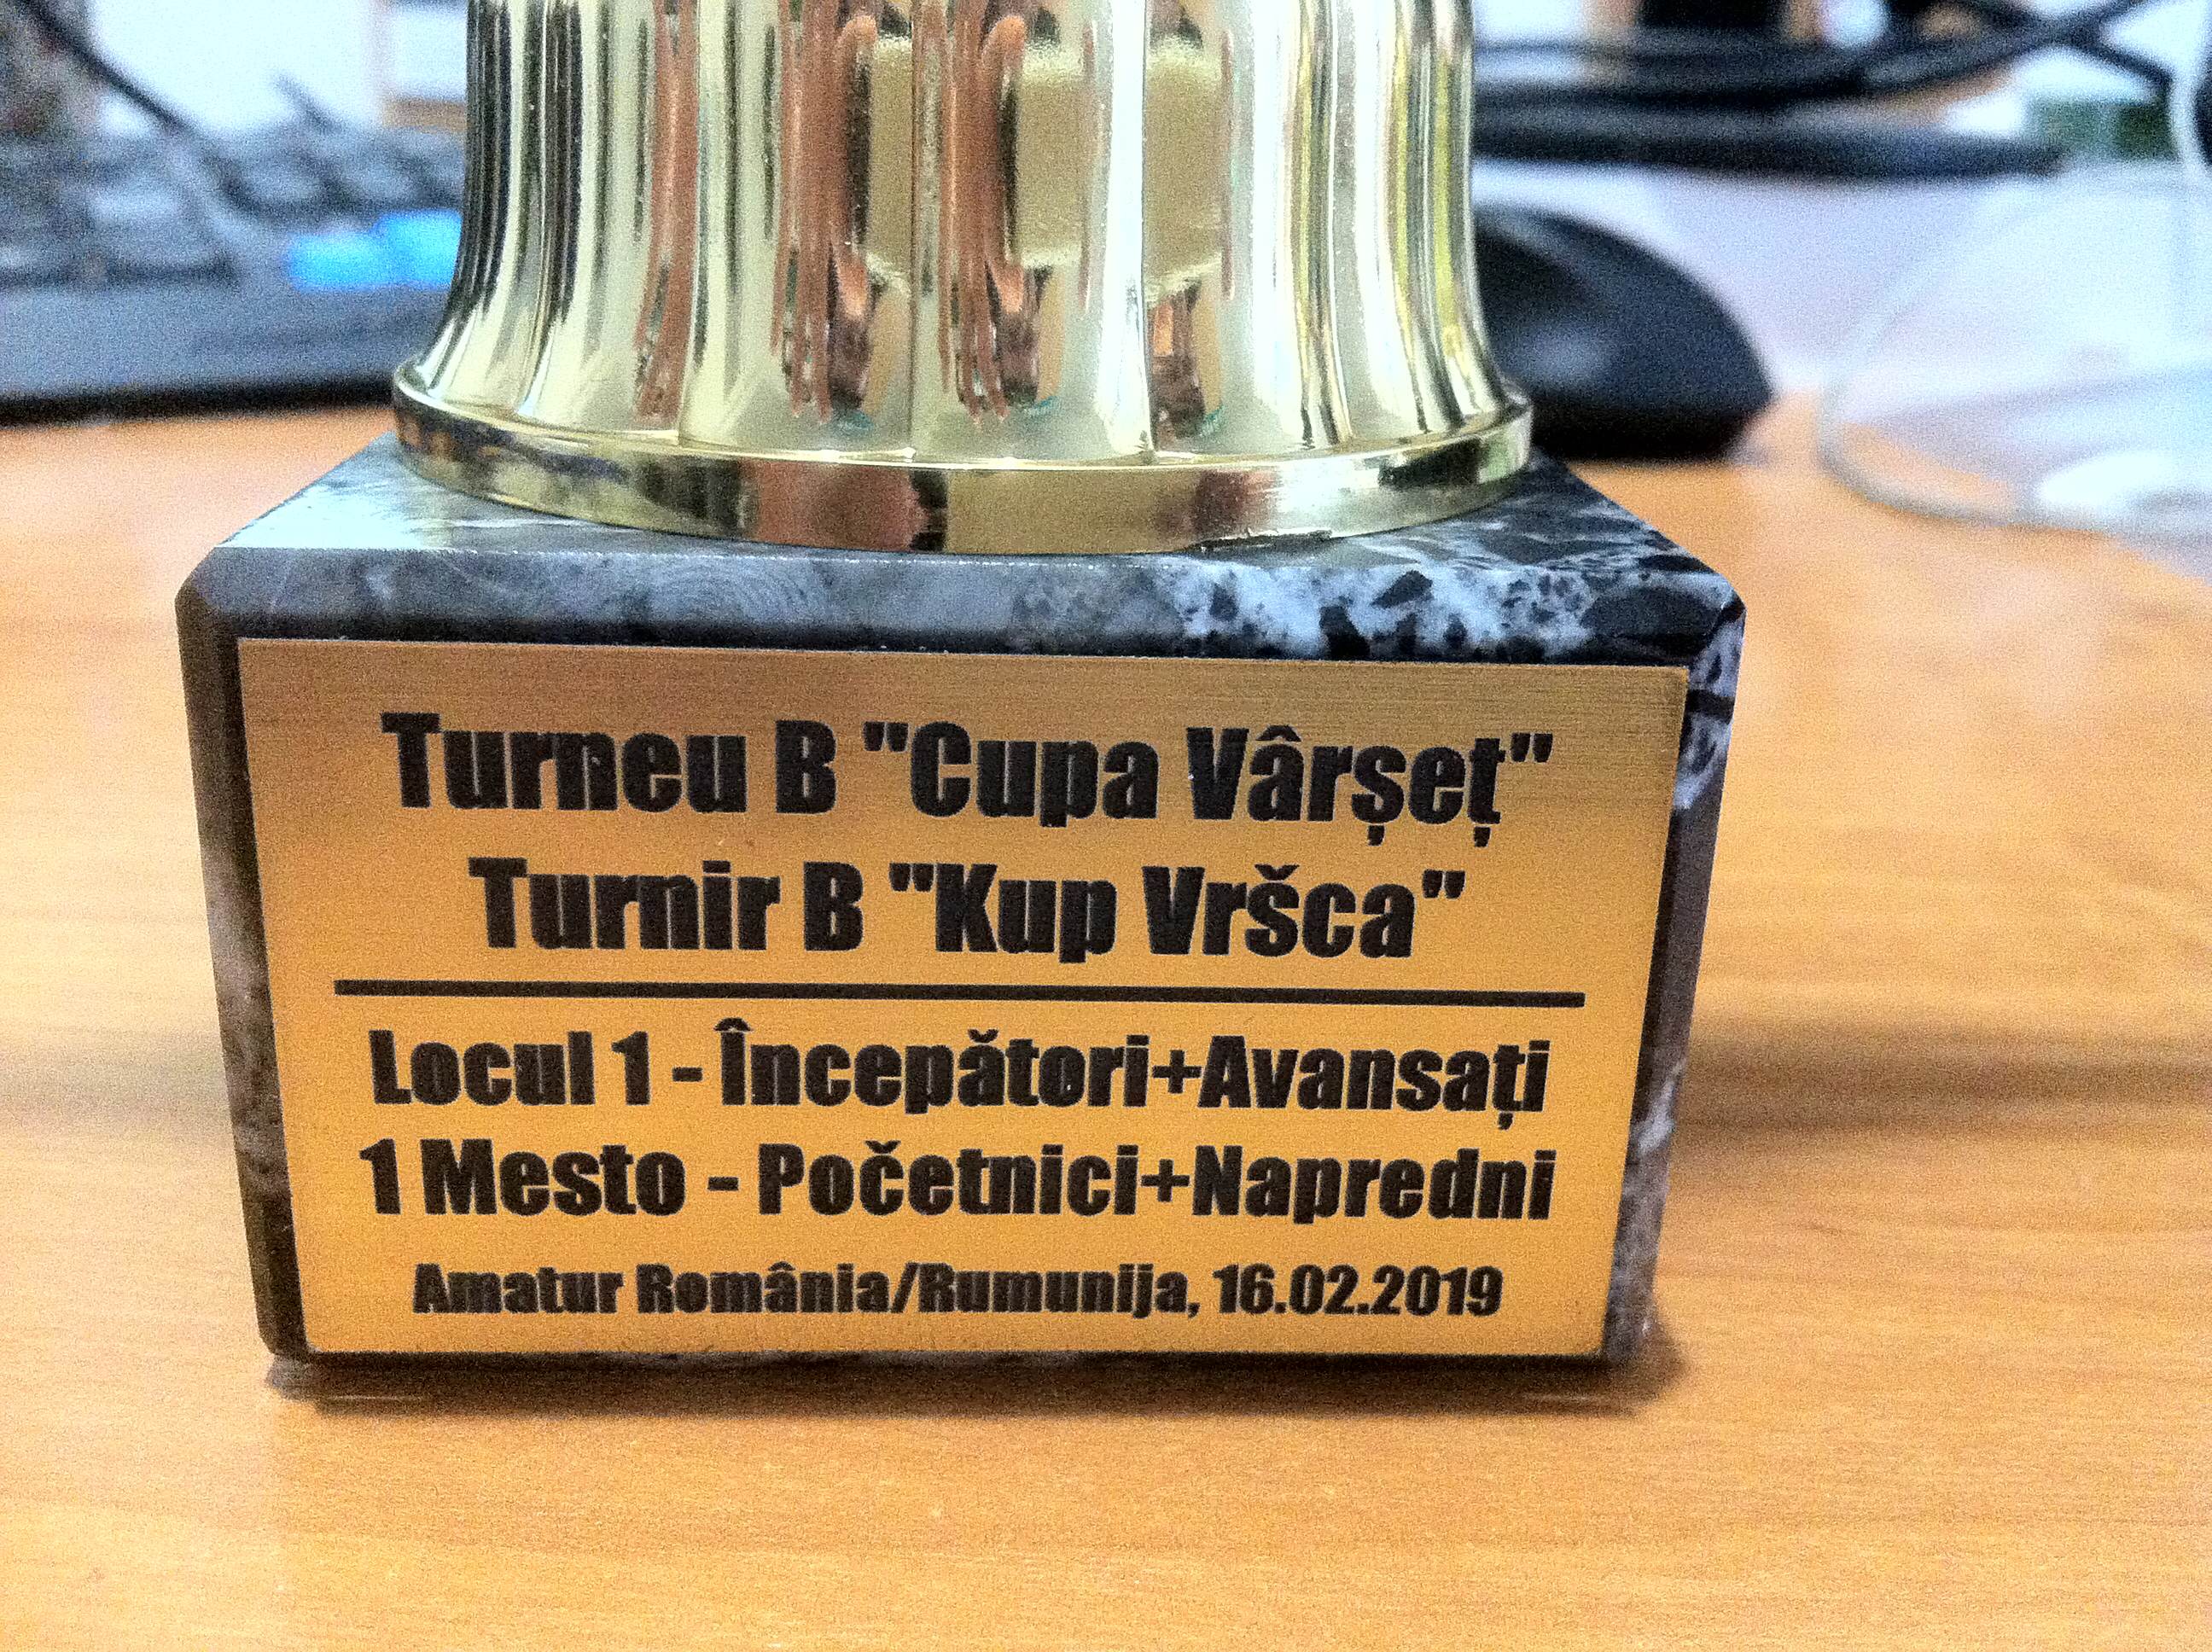 Turneu B "Cupa Vârșeț"
Turnir B "Kup Vršca"
Locul 1 - Începători+Avansați
1 Mesto - Početnici+Napredni
Amatur România/Rumunija, 16.02.2019